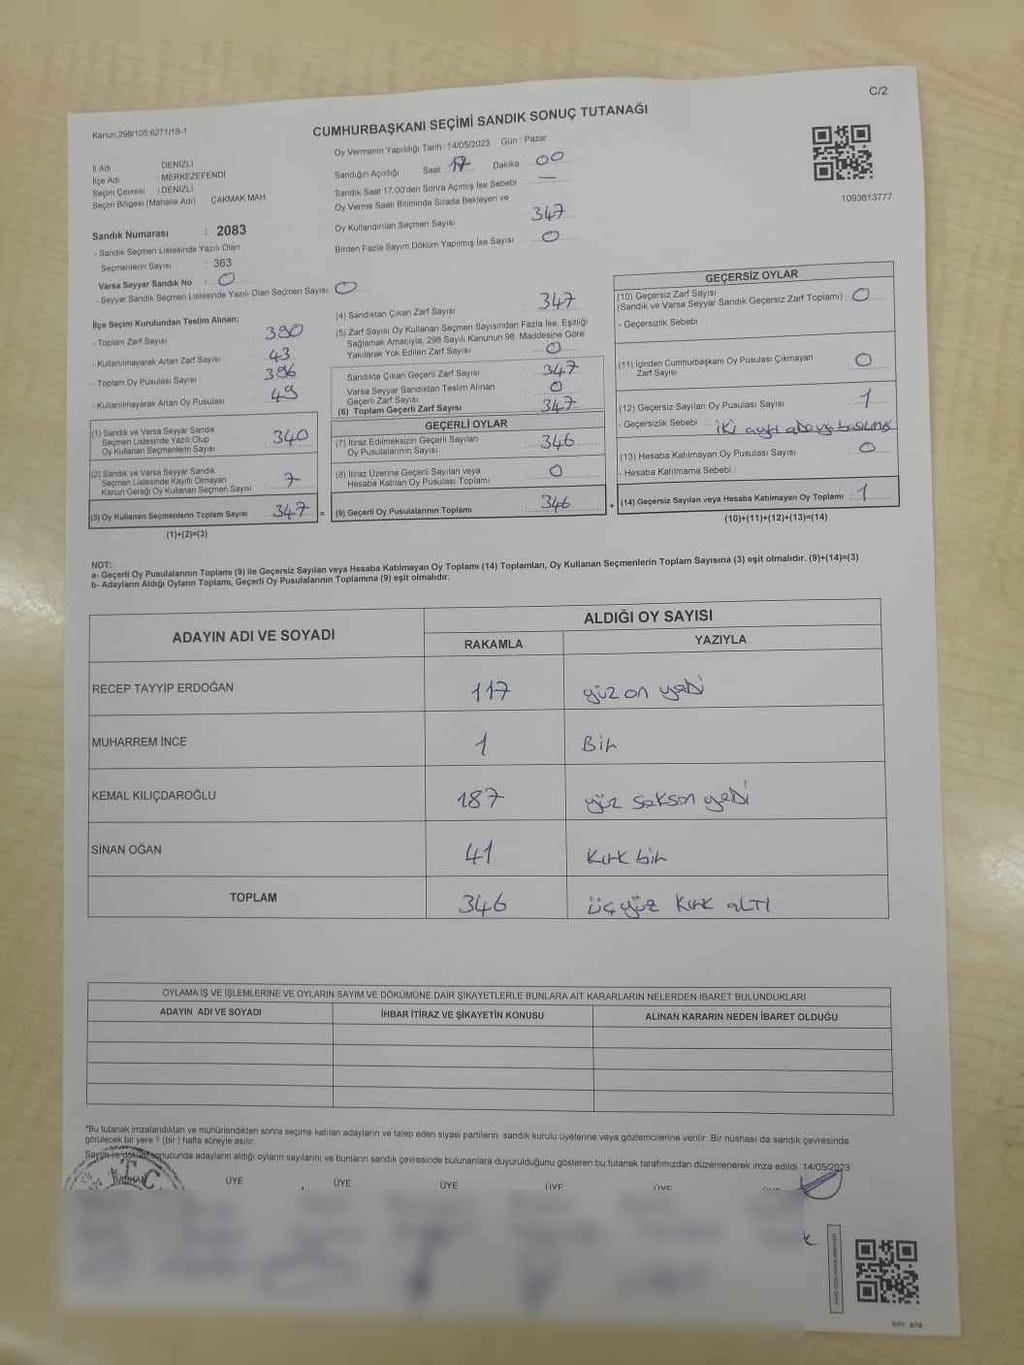 C/2
Kanun:298/105;6271/18-1
CUMHURBAŞKANI SEÇİMİ SANDIK SONUÇ TUTANAĞI
İl Adı : DENİZLİ
İlçe Adı : MERKEZEFENDİ
Seçim Çevresi : DENİZLİ
Seçim Bölgesi (Mahalle Adı) : ÇAKMAK MAH.
Oy Vermenin Yapıldığı Tarih : 14/05/2023 Gün : Pazar
Sandığın Açıldığı Saat 17 Dakika 00
Sandık Saat 17:00'den Sonra Açımış İse Sebebi —
Oy Verme Saati Bitiminde Sırada Bekleyen ve
Oy Kullandırılan Seçmen Sayısı 347
Birden Fazla Sayım Döküm Yapılmış İse Sayısı 0
1093813777
Sandık Numarası : 2083
- Sandık Seçmen Listesinde Yazılı Olan
Seçmenlerin Sayısı : 363
Varsa Seyyar Sandık No : 0
- Seyyar Sandık Seçmen Listesinde Yazılı Olan Seçmen Sayısı: 0
İlçe Seçim Kurulundan Teslim Alınan:
- Toplam Zarf Sayısı 390
- Kullanılmayarak Artan Zarf Sayısı 43
- Toplam Oy Pusulası Sayısı 396
- Kullanılmayarak Artan Oy Pusulası 49
(1) Sandık ve Varsa Seyyar Sandık
Seçmen Listesinde Yazılı Olup
Oy Kullanan Seçmen Sayısı 340
(2) Sandık ve Varsa Seyyar Sandık
Seçmen Listesinde Kayıtlı Olmayan
Kanun Gereği Oy Kullanan Seçmen Sayısı 7
(3) Oy Kullanan Seçmenlerin Toplam Sayısı 347 =
(1)+(2)=(3)
(4) Sandıktan Çıkan Zarf Sayısı 347
(5) Zarf Sayısı Oy Kullanan Seçmen Sayısından Fazla İse, Eşitliği
Sağlamak Amacıyla, 298 Sayılı Kanunun 98. Maddesine Göre
Yakılarak Yok Edilen Zarf Sayısı 0
Sandıkta Çıkan Geçerli Zarf Sayısı 347
Varsa Seyyar Sandıktan Teslim Alınan
Geçerli Zarf Sayısı 0
(6) Toplam Geçerli Zarf Sayısı 347
GEÇERLİ OYLAR
(7) İtiraz Edilmeksizin Geçerli Sayılan
Oy Pusulalarının Sayısı 346
(8) İtiraz Üzerine Geçerli Sayılan veya
Hesaba Katılan Oy Pusulası Toplamı 0
(9) Geçerli Oy Pusulalarının Toplamı 346 +
GEÇERSİZ OYLAR
(10) Geçersiz Zarf Sayısı
(Sandık ve Varsa Seyyar Sandık Geçersiz Zarf Toplamı) : 0
- Geçersizlik Sebebi :
(11) İçinden Cumhurbaşkanı Oy Pusulası Çıkmayan
Zarf Sayısı 0
(12) Geçersiz Sayılan Oy Pusulası Sayısı 1
- Geçersizlik Sebebi : iki ayrı adaya basılmış
(13) Hesaba Katılmayan Oy Pusulası Sayısı 0
- Hesaba Katılmama Sebebi :
(14) Geçersiz Sayılan veya Hesaba Katılmayan Oy Toplamı : 1
(10)+(11)+(12)+(13)=(14)
NOT:
a- Geçerli Oy Pusulalarının Toplamı (9) ile Geçersiz Sayılan veya Hesaba Katılmayan Oy Toplamı (14) Toplamları, Oy Kullanan Seçmenlerin Toplam Sayısına (3) eşit olmalıdır. (9)+(14)=(3)
b- Adayların Aldığı Oyların Toplamı, Geçerli Oy Pusulalarının Toplamına (9) eşit olmalıdır.
ADAYIN ADI VE SOYADI ALDIĞI OY SAYISI
RAKAMLA YAZIYLA
RECEP TAYYİP ERDOĞAN 117 yüz on yedi
MUHARREM İNCE 1 Bir
KEMAL KILIÇDAROĞLU 187 yüz seksen yedi
SİNAN OĞAN 41 Kırk bir
TOPLAM 346 üç yüz kırk altı
OYLAMA İŞ VE İŞLEMLERİNE VE OYLARIN SAYIM VE DÖKÜMÜNE DAİR ŞİKAYETLERLE BUNLARA AİT KARARLARIN NELERDEN İBARET BULUNDUKLARI
ADAYIN ADI VE SOYADI İHBAR İTİRAZ VE ŞİKAYETİN KONUSU ALINAN KARARIN NEDEN İBARET OLDUĞU
*Bu tutanak imzalandıktan ve mühürlendikten sonra seçime katılan adayların ve talep eden siyasi partilerin sandık kurulu üyelerine veya gözlemcilerine verilir. Bir nüshası da sandık çevresinde
görülecek bir yere 1 (bir) hafta süreyle asılır.
Sayım ve döküm sonucunda adayların aldığı oyların sayılarını ve bunların sandık çevresinde bulunanlara duyurulduğunu gösteren bu tutanak tarafımızdan düzenlenerek imza edildi. 14/05/2023
T.C.
BAŞKAN ÜYE ÜYE ÜYE ÜYE ÜYE